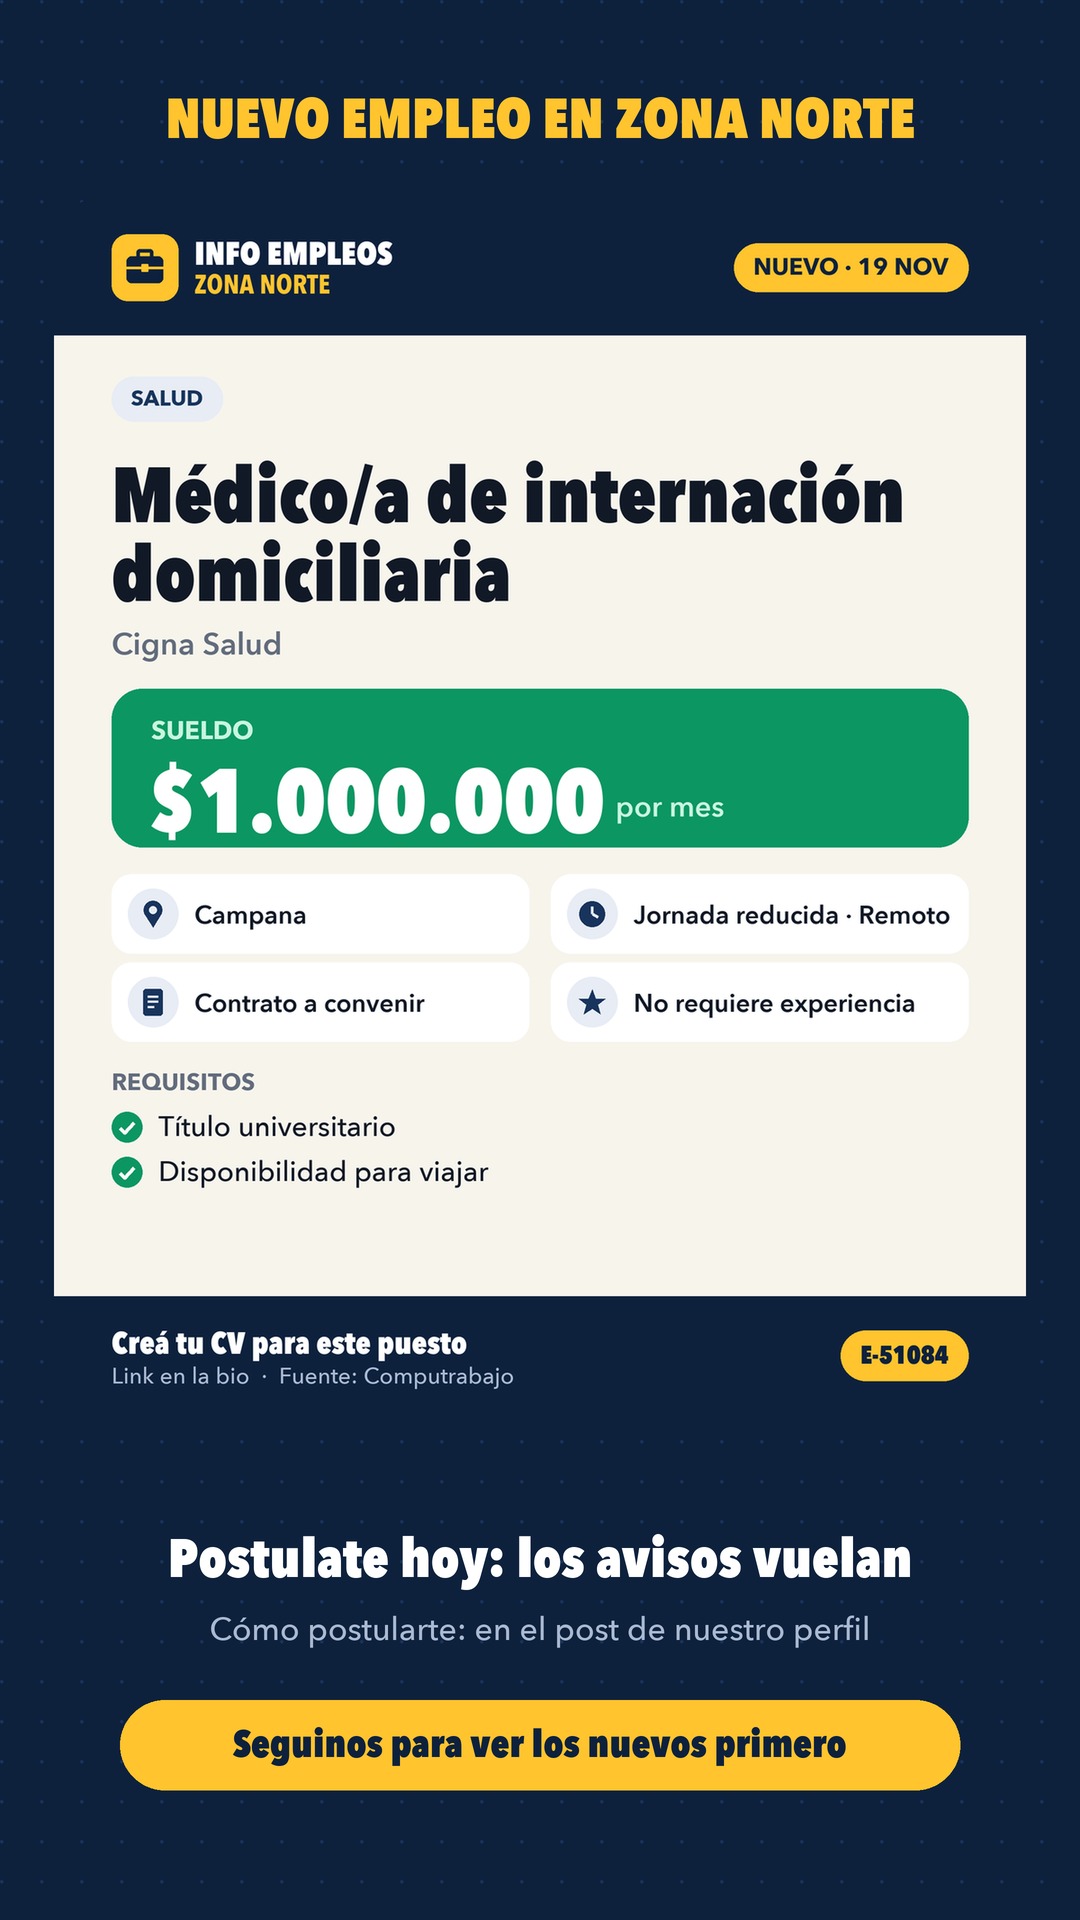 NUEVO EMPLEO EN ZONA NORTE
INFO EMPLEOS
ZONA NORTE
NUEVO · 19 NOV
SALUD
Médico/a de internación
domiciliaria
Cigna Salud
SUELDO
$1.000.000 por mes
Campana
Jornada reducida · Remoto
Contrato a convenir
No requiere experiencia
REQUISITOS
Título universitario
Disponibilidad para viajar
Creá tu CV para este puesto
Link en la bio · Fuente: Computrabajo
E-51084
Postulate hoy: los avisos vuelan
Cómo postularte: en el post de nuestro perfil
Seguinos para ver los nuevos primero